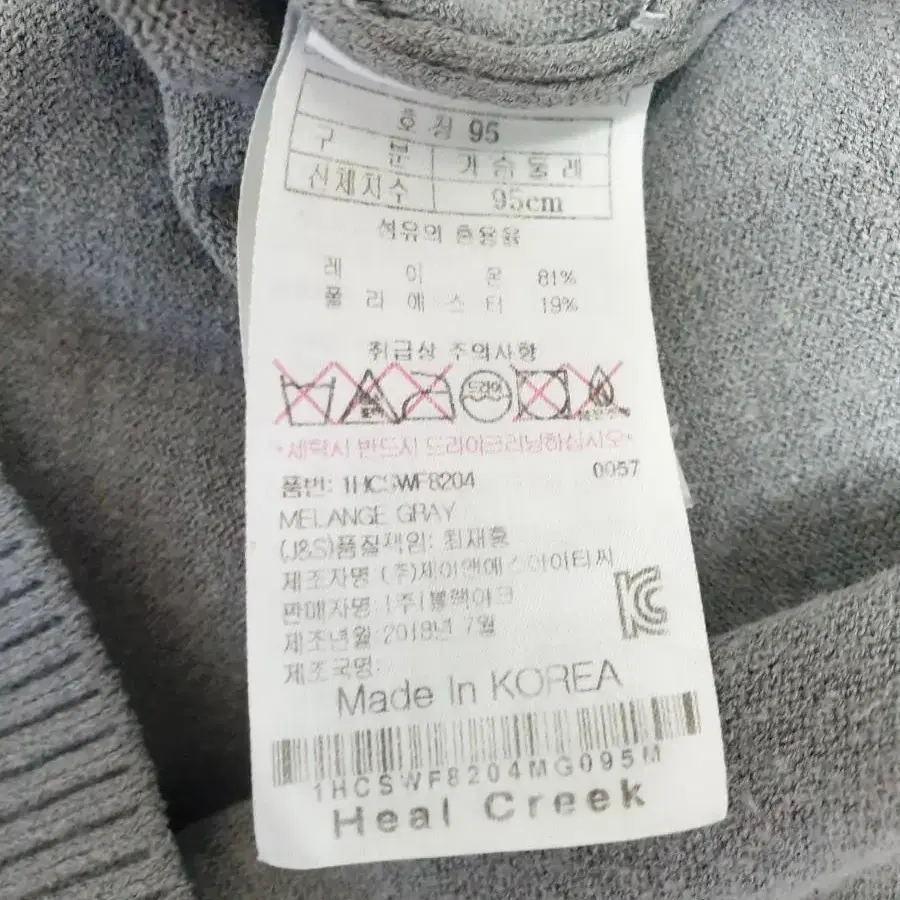 호칭 95
구 분 가슴둘레
신체치수 95cm
섬유의 혼용율
레 이 온 81%
폴 리 에 스 터 19%
취급상 주의사항
드라이
*세탁시 반드시 드라이크리닝하십시오*
품번: 1HCSWF8204 0057
MELANGE GRAY
(J&S)품질책임: 최재홍
제조자명 (주)제이앤에스아이티씨
판매자명 (주)블랙야크
제조년월 2018년 7월
제조국명:
Made In KOREA
1HCSWF8204MG095M
Heal Creek